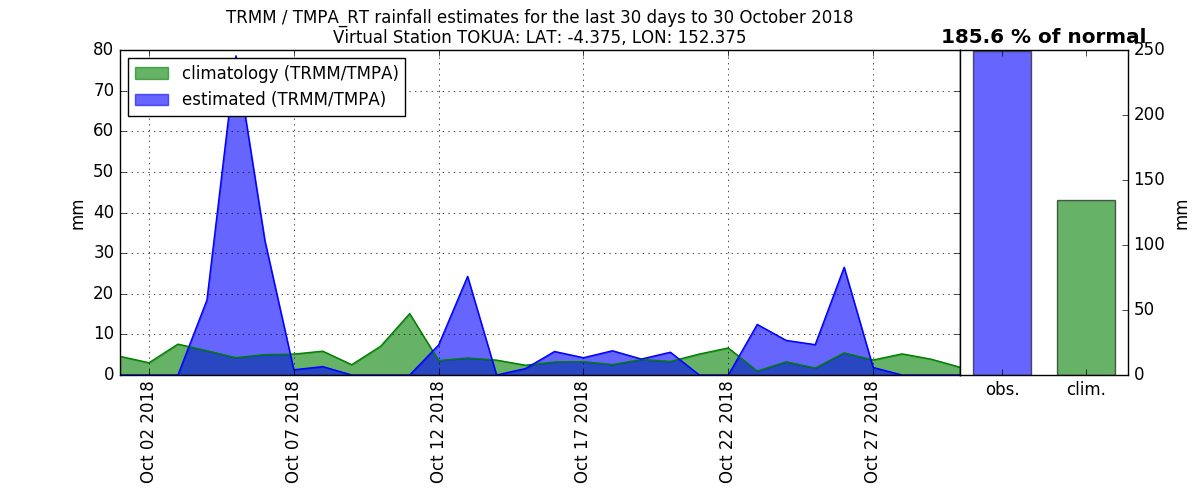 TRMM / TMPA_RT rainfall estimates for the last 30 days to 30 October 2018
Virtual Station TOKUA: LAT: -4.375, LON: 152.375
185.6 % of normal
climatology (TRMM/TMPA)
estimated (TRMM/TMPA)
mm
80
70
60
50
40
30
20
10
0
Oct 02 2018
Oct 07 2018
Oct 12 2018
Oct 17 2018
Oct 22 2018
Oct 27 2018
250
200
150
100
50
0
mm
obs.
clim.